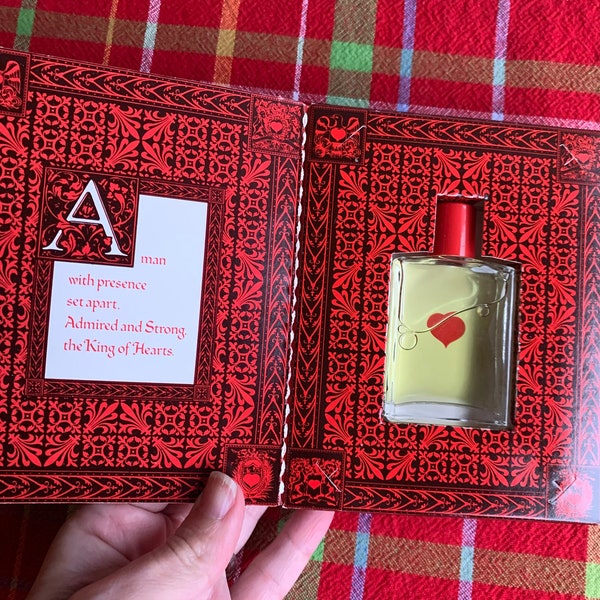 A man
with presence
set apart.
Admired and Strong,
the King of Hearts.